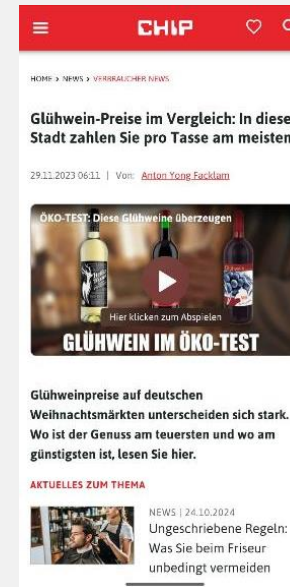 CHIP
HOME > NEWS > VERBRAUCHER NEWS
Glühwein-Preise im Vergleich: In diese
Stadt zahlen Sie pro Tasse am meisten
29.11.2023 06:11 | Von: Anton Yong Facklam
ÖKO-TEST: Diese Glühweine überzeugen
Hier klicken zum Abspielen
GLÜHWEIN IM ÖKO-TEST
Glühweinpreise auf deutschen
Weihnachtsmärkten unterscheiden sich stark.
Wo ist der Genuss am teuersten und wo am
günstigsten ist, lesen Sie hier.
AKTUELLES ZUM THEMA
NEWS | 24.10.2024
Ungeschriebene Regeln:
Was Sie beim Friseur
unbedingt vermeiden